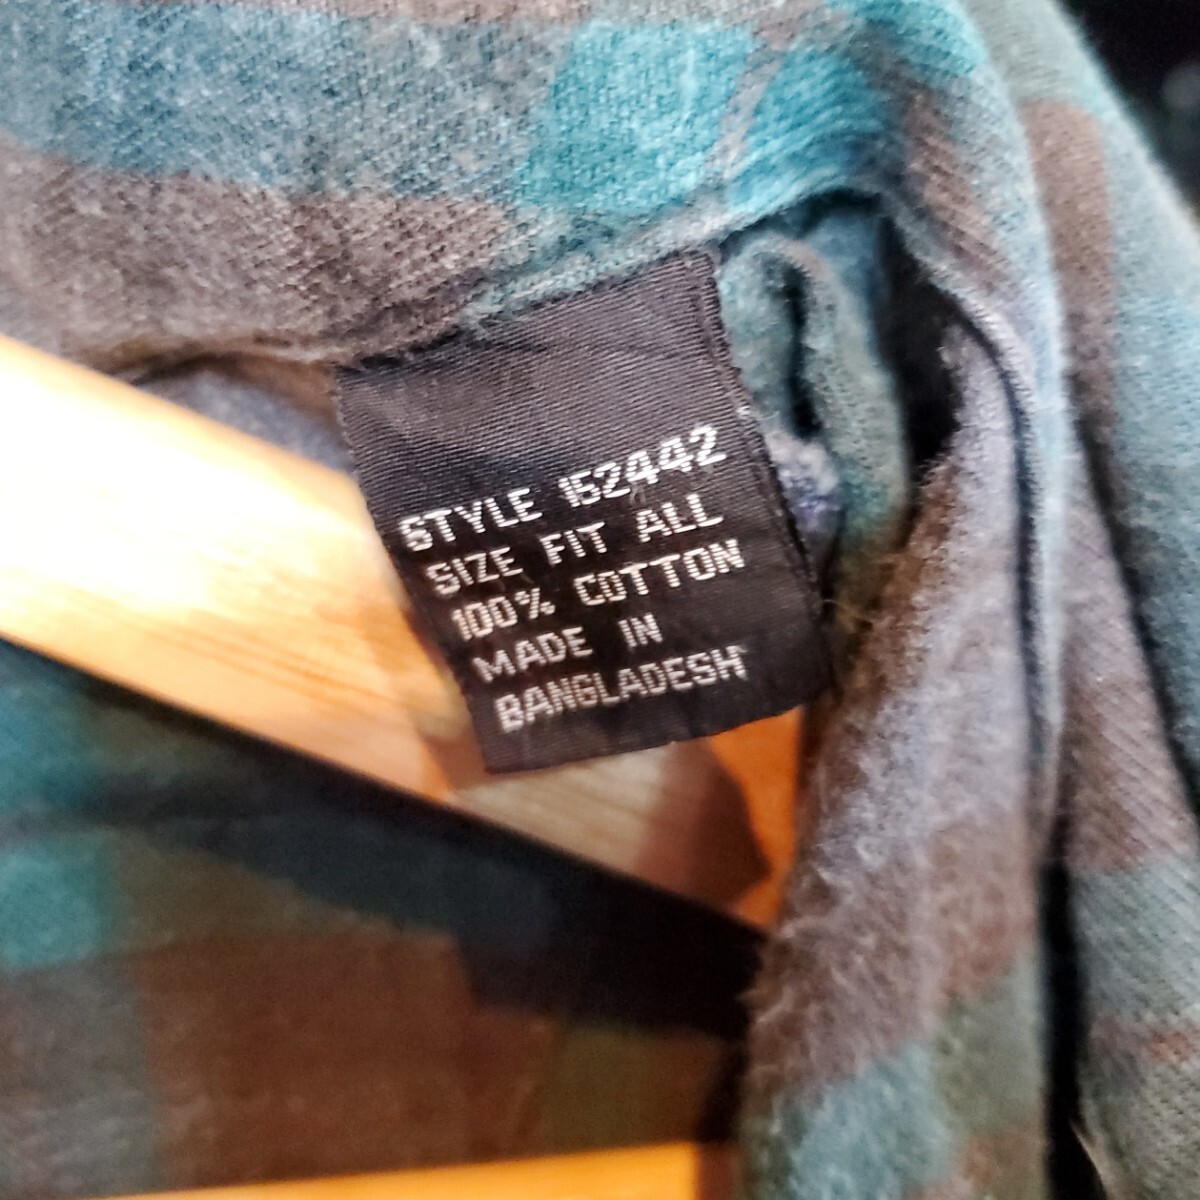 STYLE 152442
SIZE FIT ALL
100% COTTON
MADE IN
BANGLADESH